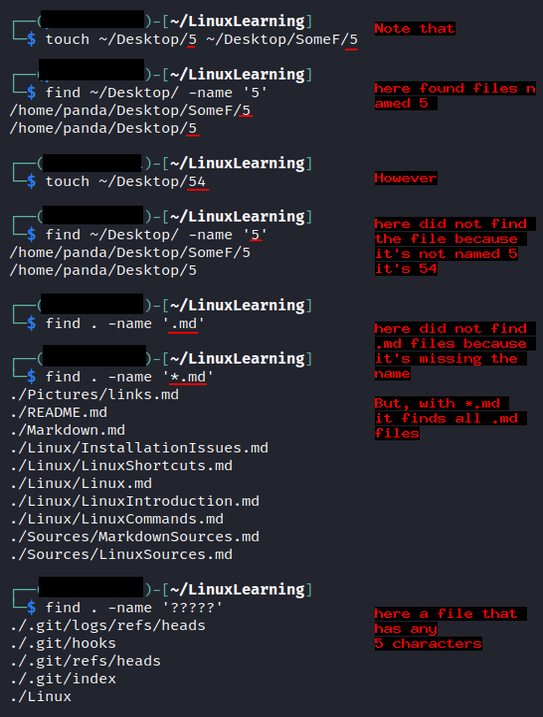 ┌──( )-[~/LinuxLearning]
└─$ touch ~/Desktop/5 ~/Desktop/SomeF/5
Note that
┌──( )-[~/LinuxLearning]
└─$ find ~/Desktop/ -name '5'
/home/panda/Desktop/SomeF/5
/home/panda/Desktop/5
here found files n
amed 5
┌──( )-[~/LinuxLearning]
└─$ touch ~/Desktop/54
However
┌──( )-[~/LinuxLearning]
└─$ find ~/Desktop/ -name '5'
/home/panda/Desktop/SomeF/5
/home/panda/Desktop/5
here did not find
the file because
it's not named 5
it's 54
┌──( )-[~/LinuxLearning]
└─$ find . -name '.md'
here did not find
.md files because
it's missing the
name
┌──( )-[~/LinuxLearning]
└─$ find . -name '*.md'
./Pictures/links.md
./README.md
./Markdown.md
./Linux/InstallationIssues.md
./Linux/LinuxShortcuts.md
./Linux/Linux.md
./Linux/LinuxIntroduction.md
./Linux/LinuxCommands.md
./Sources/MarkdownSources.md
./Sources/LinuxSources.md
But, with *.md
it finds all .md
files
┌──( )-[~/LinuxLearning]
└─$ find . -name '?????'
./.git/logs/refs/heads
./.git/hooks
./.git/refs/heads
./.git/index
./Linux
here a file that
has any
5 characters